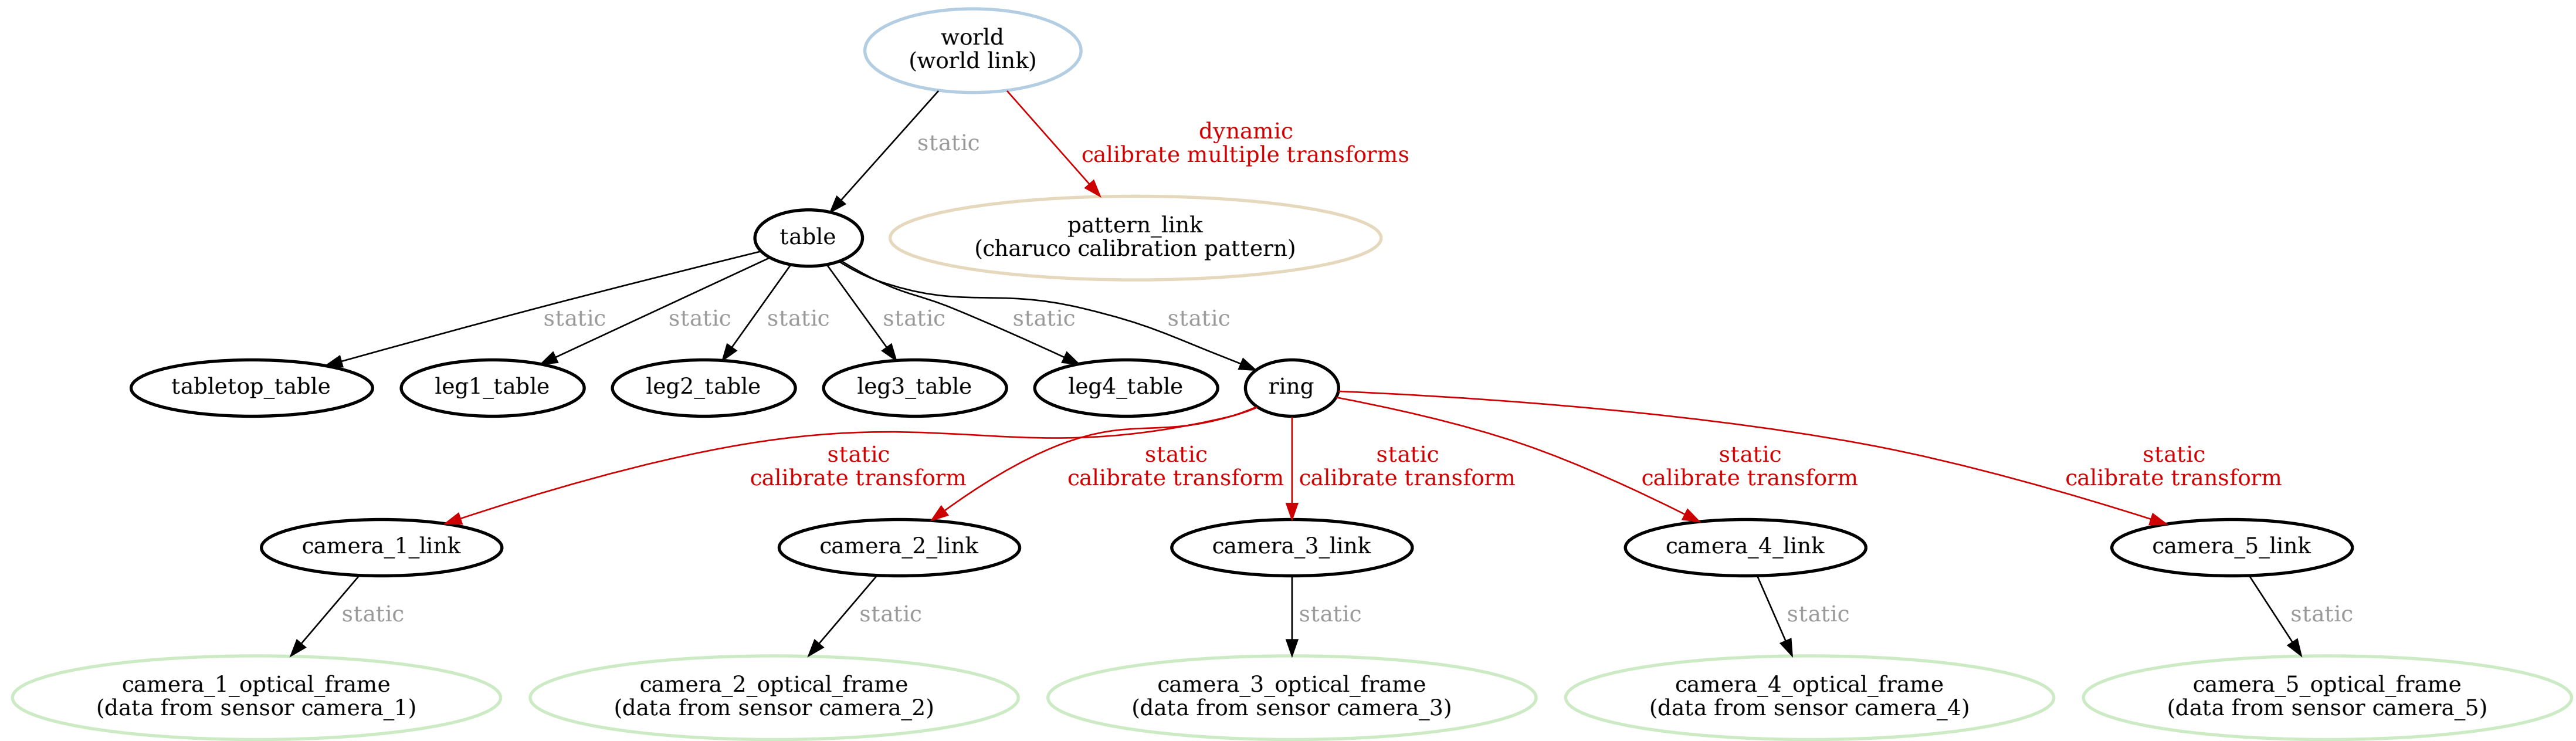 world
(world link)
static
dynamic
calibrate multiple transforms
table
pattern_link
(charuco calibration pattern)
static
static
static
static
static
static
tabletop_table
leg1_table
leg2_table
leg3_table
leg4_table
ring
static
calibrate transform
static
calibrate transform
static
calibrate transform
static
calibrate transform
static
calibrate transform
camera_1_link
camera_2_link
camera_3_link
camera_4_link
camera_5_link
static
static
static
static
static
camera_1_optical_frame
(data from sensor camera_1)
camera_2_optical_frame
(data from sensor camera_2)
camera_3_optical_frame
(data from sensor camera_3)
camera_4_optical_frame
(data from sensor camera_4)
camera_5_optical_frame
(data from sensor camera_5)